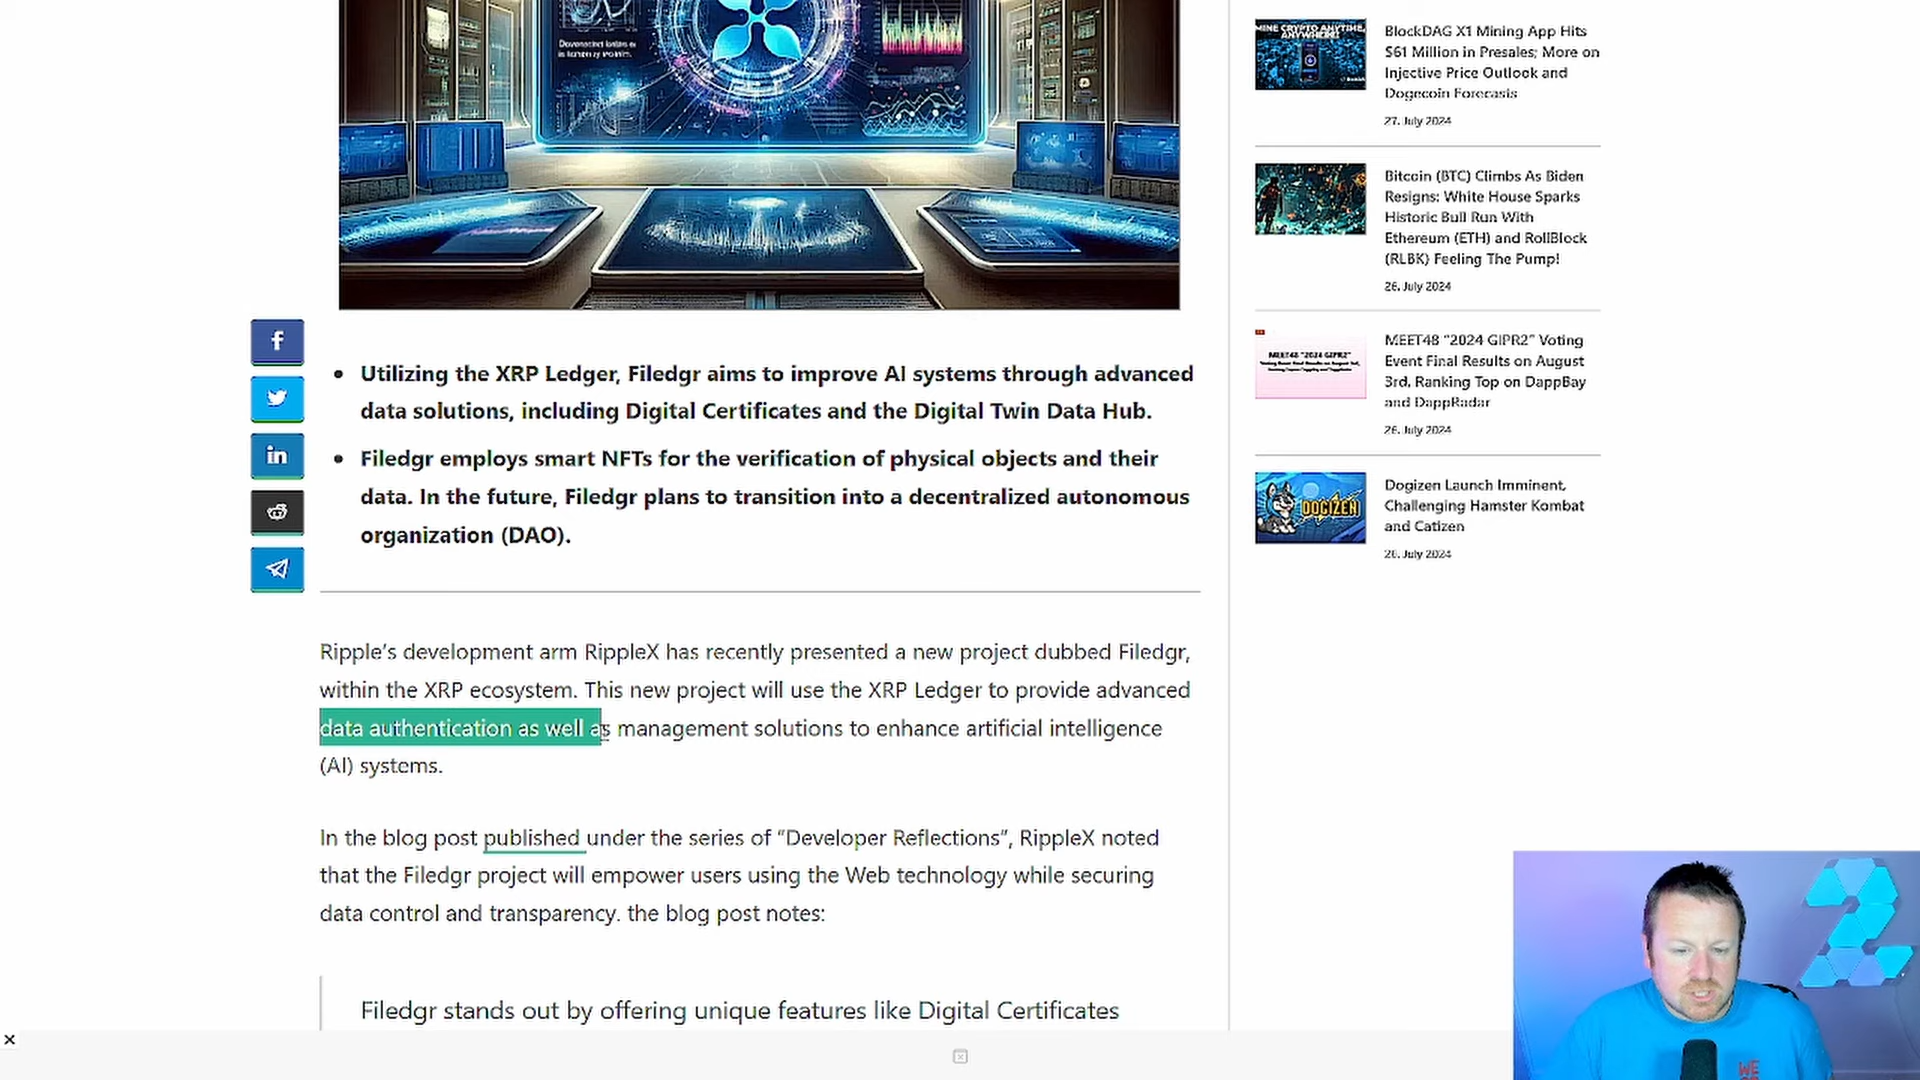 Utilizing the XRP Ledger, Filedgr aims to improve AI systems through advanced
data solutions, including Digital Certificates and the Digital Twin Data Hub.
Filedgr employs smart NFTs for the verification of physical objects and their
data. In the future, Filedgr plans to transition into a decentralized autonomous
organization (DAO).
Ripple’s development arm RippleX has recently presented a new project dubbed Filedgr,
within the XRP ecosystem. This new project will use the XRP Ledger to provide advanced
data authentication as well as management solutions to enhance artificial intelligence
(AI) systems.
In the blog post published under the series of “Developer Reflections”, RippleX noted
that the Filedgr project will empower users using the Web technology while securing
data control and transparency. the blog post notes:
Filedgr stands out by offering unique features like Digital Certificates
MINE CRYPTO ANYTIME,
ANYWHERE!
BlockDAG X1 Mining App Hits
$61 Million in Presales; More on
Injective Price Outlook and
Dogecoin Forecasts
27. July 2024
Bitcoin (BTC) Climbs As Biden
Resigns: White House Sparks
Historic Bull Run With
Ethereum (ETH) and RollBlock
(RLBK) Feeling The Pump!
26. July 2024
MEET48 "2024 GIPR2"
MEET48 “2024 GIPR2” Voting
Event Final Results on August
3rd, Ranking Top on DappBay
and DappRadar
26. July 2024
DOGIZEN
Dogizen Launch Imminent,
Challenging Hamster Kombat
and Catizen
26. July 2024
WE